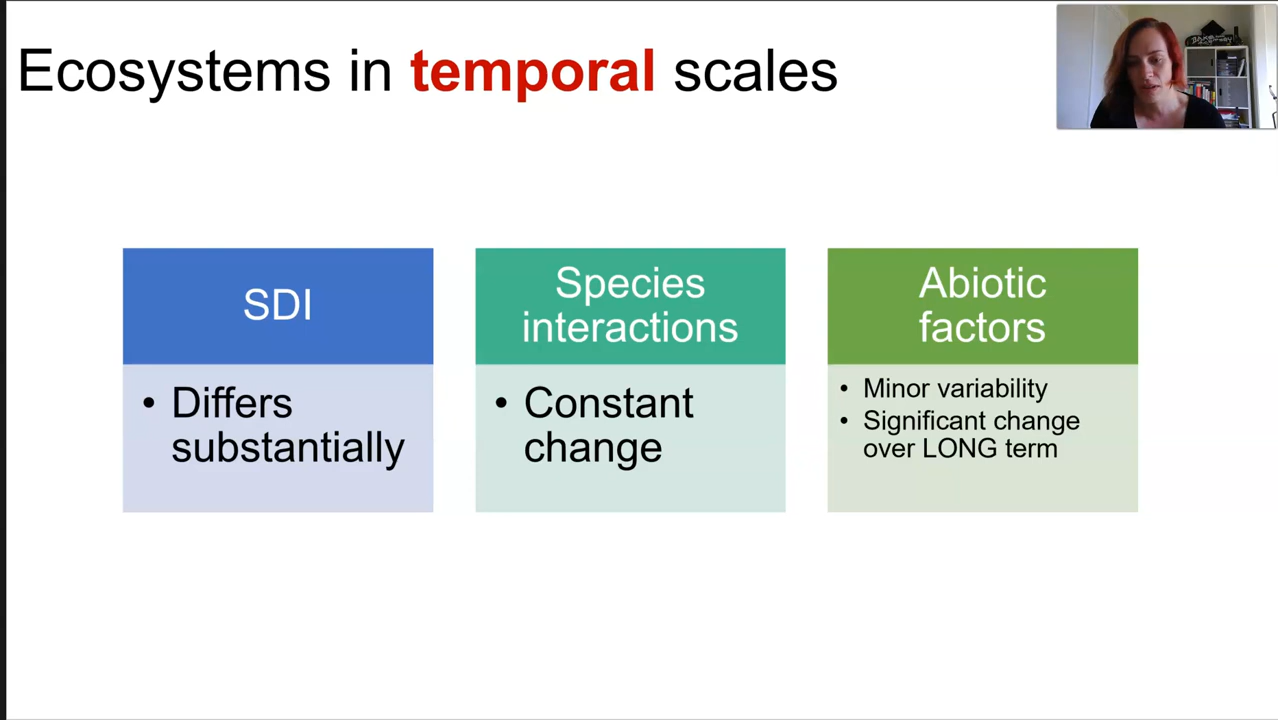 Ecosystems in temporal scales
SDI
• Differs
substantially
Species
interactions
• Constant
change
Abiotic
factors
• Minor variability
• Significant change
over LONG term